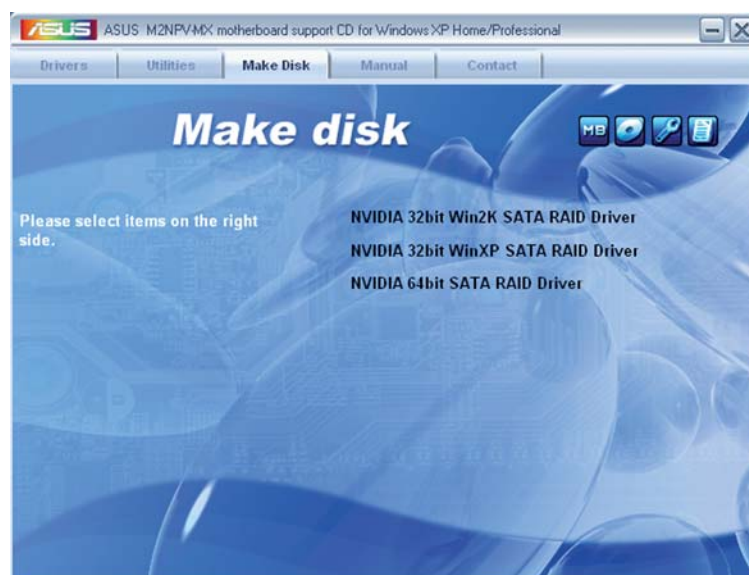 ASUS ASUS M2NPV-MX motherboard support CD for Windows XP Home/Professional
Drivers Utilities Make Disk Manual Contact
Make disk
MB
Please select items on the right
side.
NVIDIA 32bit Win2K SATA RAID Driver
NVIDIA 32bit WinXP SATA RAID Driver
NVIDIA 64bit SATA RAID Driver